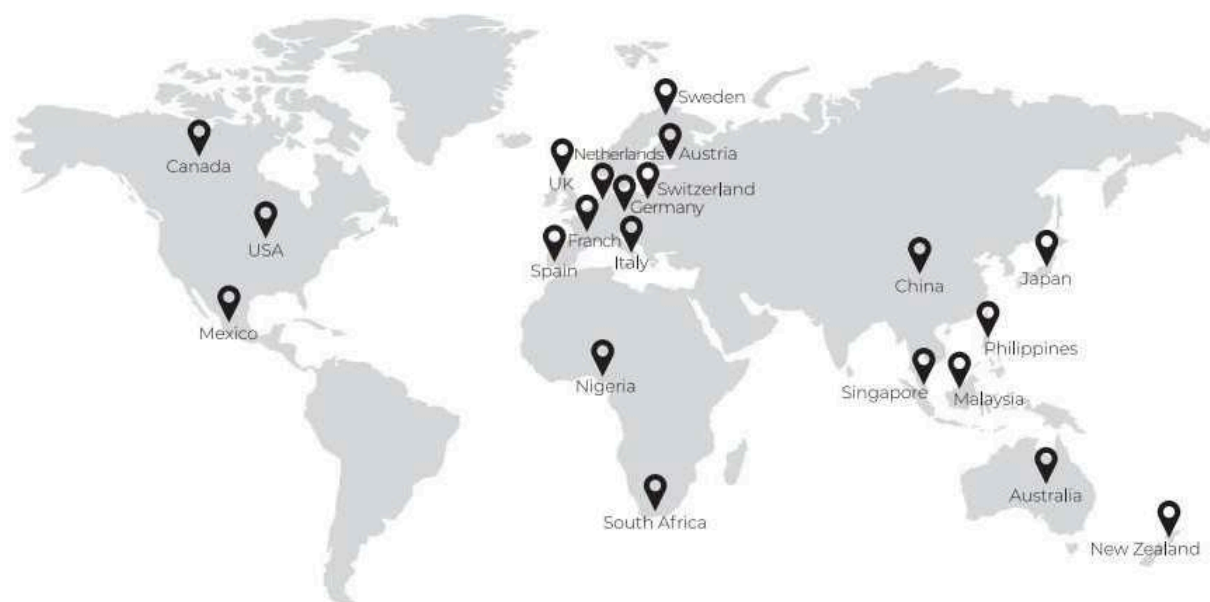 Sweden
Netherlands
Austria
Canada
UK
Switzerland
Germany
USA
Franch
Italy
Spain
China
Japan
Mexico
Philippines
Nigeria
Singapore
Malaysia
Australia
South Africa
New Zealand